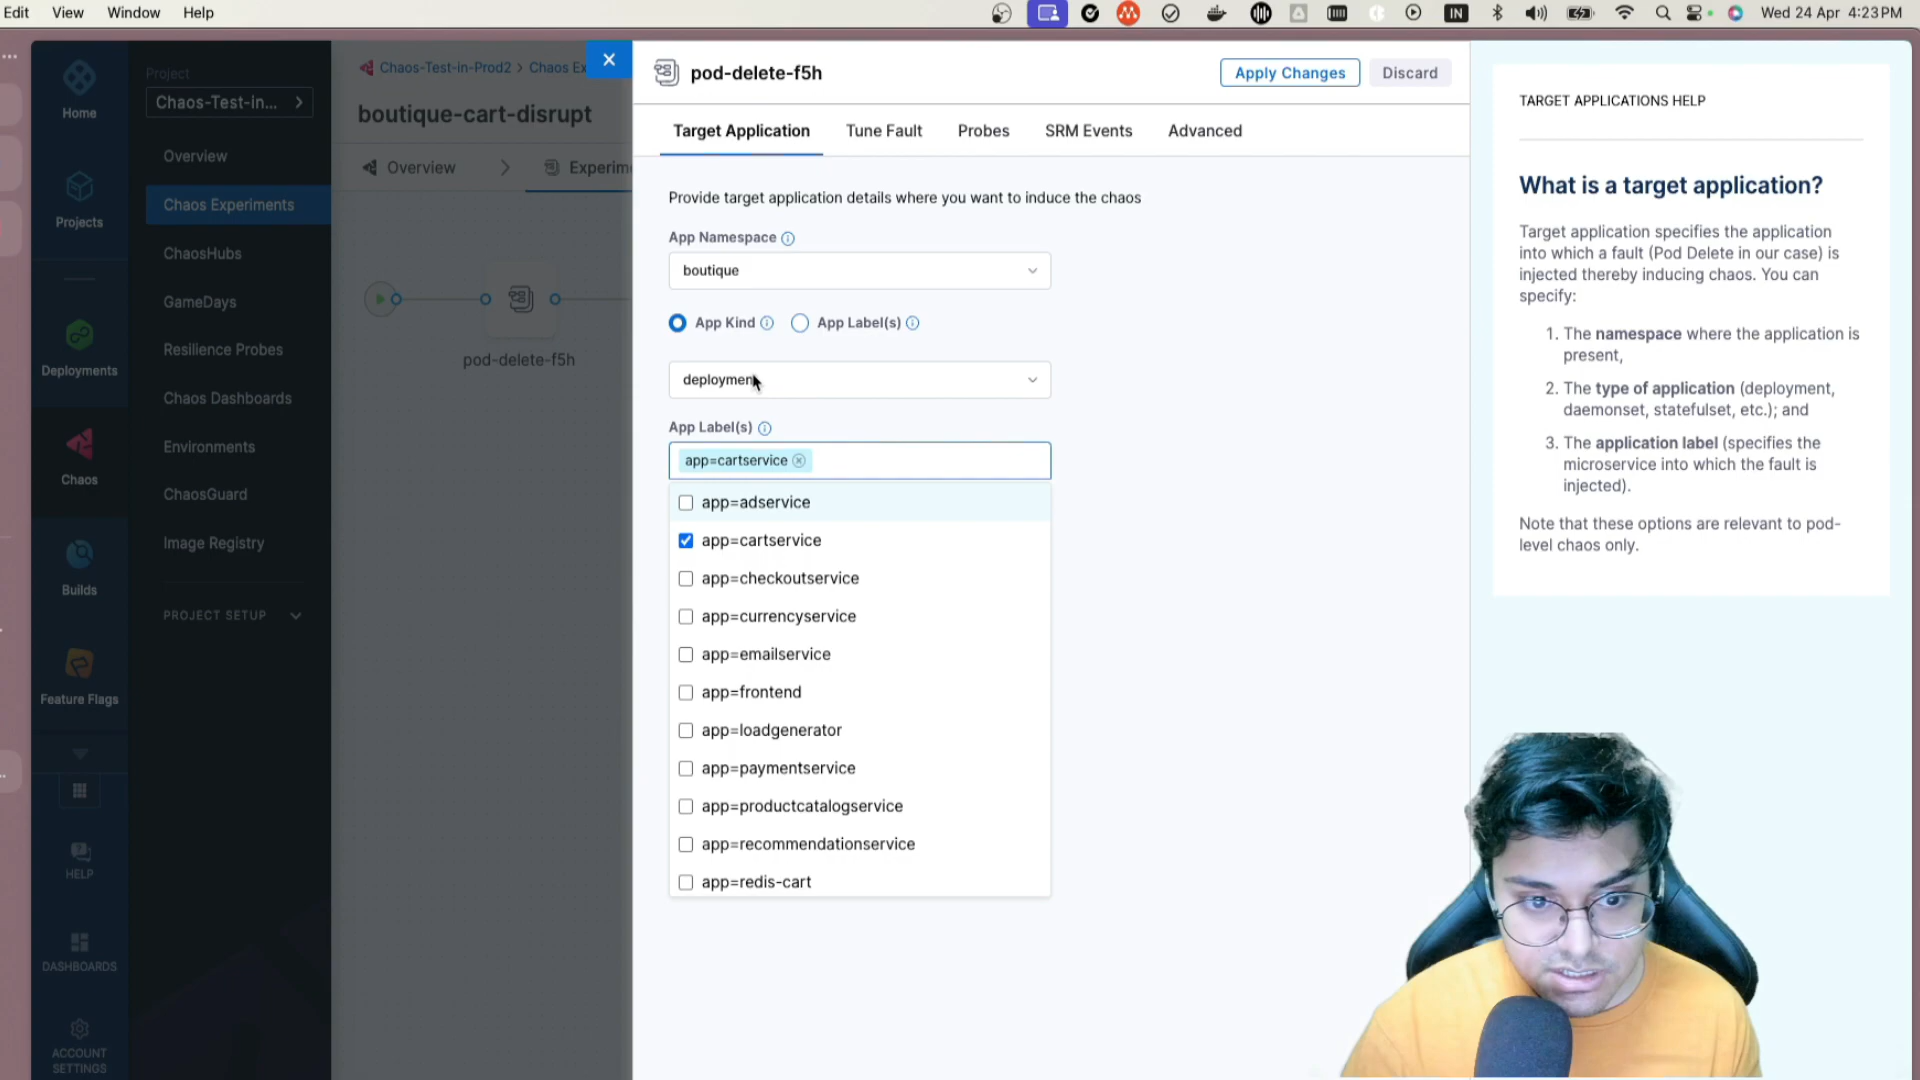 Edit View Window Help
IN
Wed 24 Apr 4:23 PM
Home
Projects
Deployments
Chaos
Builds
Feature Flags
HELP
DASHBOARDS
ACCOUNT
SETTINGS
Project
Chaos-Test-in...
Overview
Chaos Experiments
ChaosHubs
GameDays
Resilience Probes
Chaos Dashboards
Environments
ChaosGuard
Image Registry
PROJECT SETUP
Chaos-Test-in-Prod2 > Chaos Ex
boutique-cart-disrupt
Overview
Experim
pod-delete-f5h
pod-delete-f5h
Apply Changes
Discard
Target Application
Tune Fault
Probes
SRM Events
Advanced
Provide target application details where you want to induce the chaos
App Namespace
boutique
App Kind
App Label(s)
deployment
App Label(s)
app=cartservice
app=adservice
app=cartservice
app=checkoutservice
app=currencyservice
app=emailservice
app=frontend
app=loadgenerator
app=paymentservice
app=productcatalogservice
app=recommendationservice
app=redis-cart
TARGET APPLICATIONS HELP
What is a target application?
Target application specifies the application
into which a fault (Pod Delete in our case) is
injected thereby inducing chaos. You can
specify:
1. The namespace where the application is
present,
2. The type of application (deployment,
daemonset, statefulset, etc.); and
3. The application label (specifies the
microservice into which the fault is
injected).
Note that these options are relevant to pod-
level chaos only.